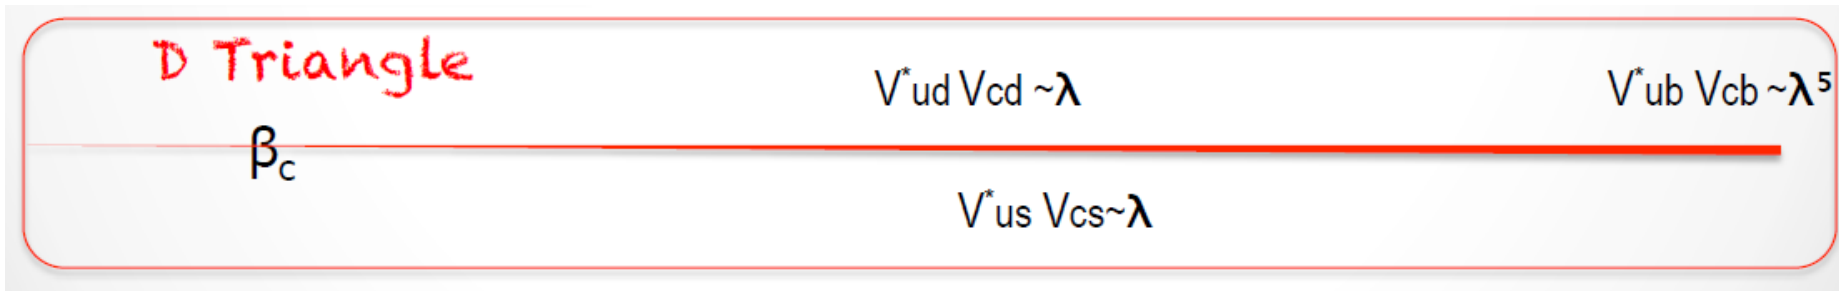 D Triangle
V*ud Vcd ~λ
V*ub Vcb ~λ⁵
βc
V*us Vcs~λ